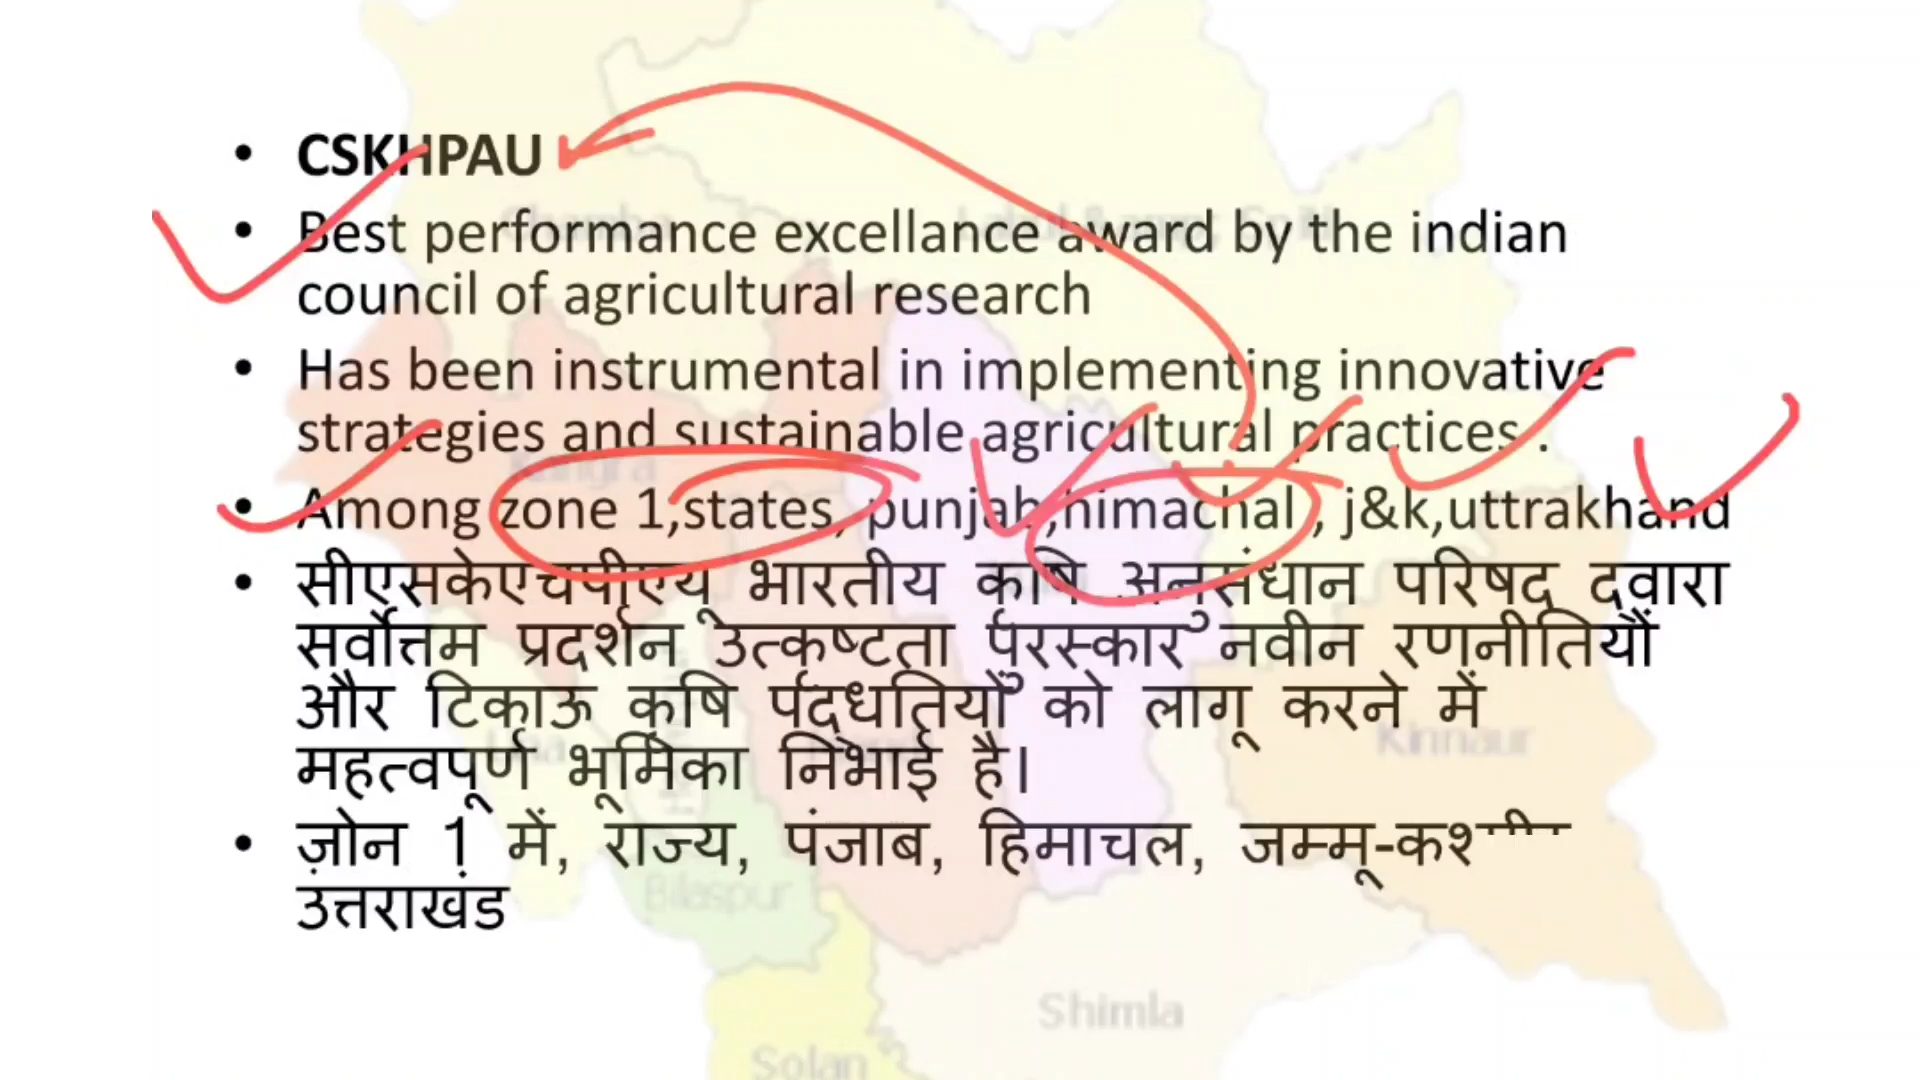 • CSKHPAU
• Best performance excellance award by the indian
council of agricultural research
• Has been instrumental in implementing innovative
strategies and sustainable agricultural practices .
• Among zone 1,states, punjab,himachal , j&k,uttrakhand
• सीएसकेएचपीएयू भारतीय कृषि अनुसंधान परिषद द्वारा
सर्वोत्तम प्रदर्शन उत्कृष्टता पुरस्कार नवीन रणनीतियों
और टिकाऊ कृषि पद्धतियों को लागू करने में
महत्वपूर्ण भूमिका निभाई है।
• ज़ोन 1 में, राज्य, पंजाब, हिमाचल,
उत्तराखंड
Chamba
Kangra
Una
Kinnaur
Bilaspur
Shimla
Solan